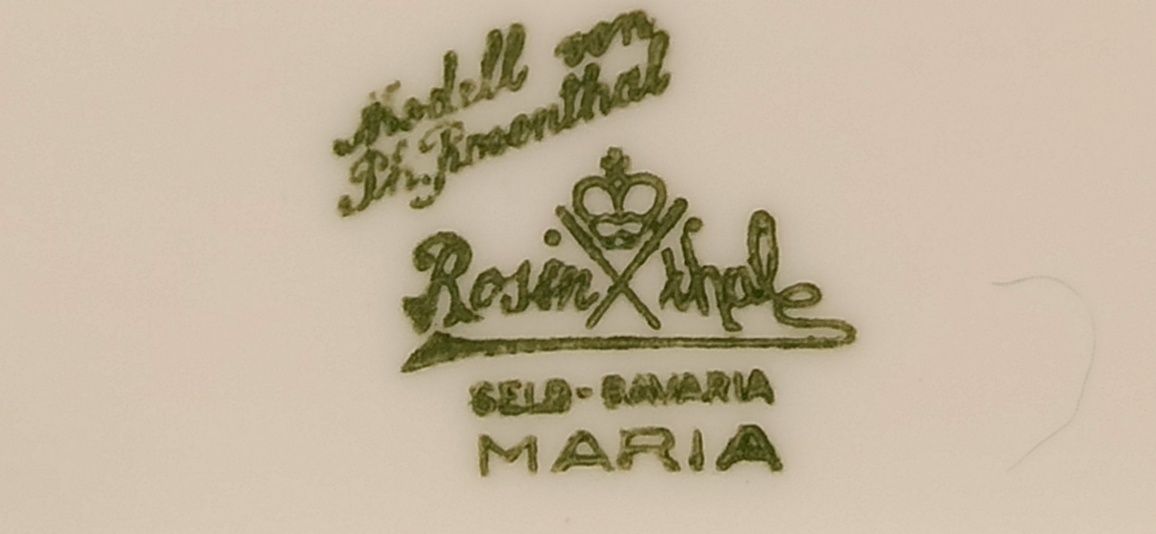 Modell von
Ph. Rosenthal
Rosenthal
SELB-BAVARIA
MARIA